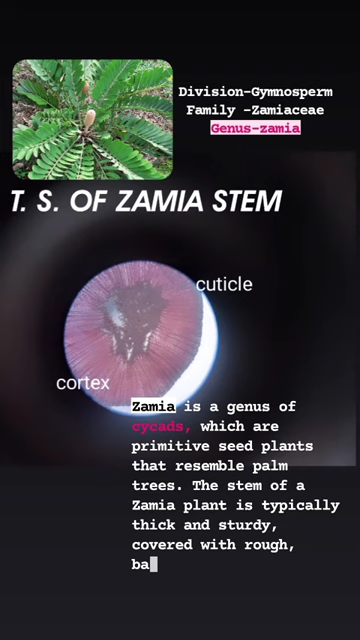 Division-Gymnosperm
Family -Zamiaceae
Genus-zamia
T. S. OF ZAMIA STEM
cuticle
cortex
Zamia is a genus of
cycads, which are
primitive seed plants
that resemble palm
trees. The stem of a
Zamia plant is typically
thick and sturdy,
covered with rough,
ba